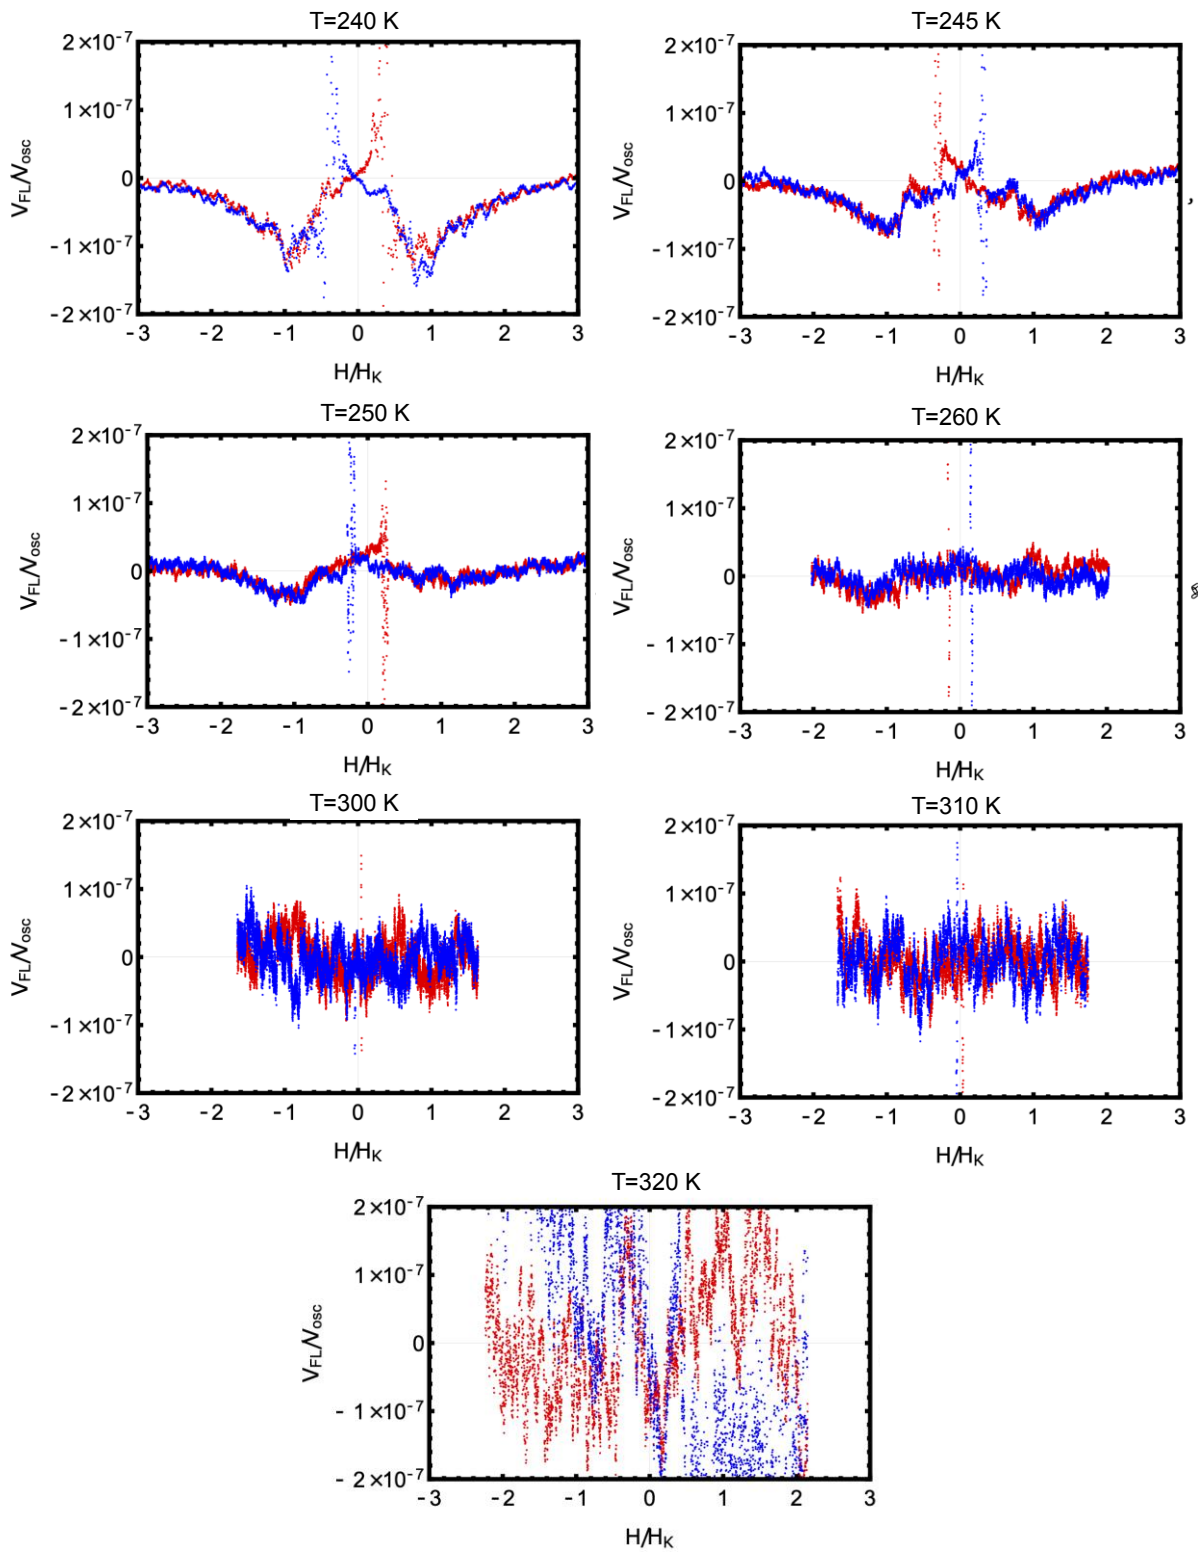 T=240 K
2×10⁻⁷
1×10⁻⁷
0
-1×10⁻⁷
-2×10⁻⁷
-3 -2 -1 0 1 2 3
V_FL/V_osc
H/H_K
T=245 K
2×10⁻⁷
1×10⁻⁷
0
-1×10⁻⁷
-2×10⁻⁷
-3 -2 -1 0 1 2 3
V_FL/V_osc
H/H_K
,
T=250 K
2×10⁻⁷
1×10⁻⁷
0
-1×10⁻⁷
-2×10⁻⁷
-3 -2 -1 0 1 2 3
V_FL/V_osc
H/H_K
T=260 K
2×10⁻⁷
1×10⁻⁷
0
- 1×10⁻⁷
- 2×10⁻⁷
-3 -2 -1 0 1 2 3
V_FL/V_osc
H/H_K
T=300 K
2×10⁻⁷
1×10⁻⁷
0
-1×10⁻⁷
-2×10⁻⁷
-3 -2 -1 0 1 2 3
V_FL/V_osc
H/H_K
T=310 K
2×10⁻⁷
1×10⁻⁷
0
-1×10⁻⁷
-2×10⁻⁷
-3 -2 -1 0 1 2 3
V_FL/V_osc
H/H_K
T=320 K
2×10⁻⁷
1×10⁻⁷
0
- 1×10⁻⁷
- 2×10⁻⁷
-3 -2 -1 0 1 2 3
V_FL/V_osc
H/H_K